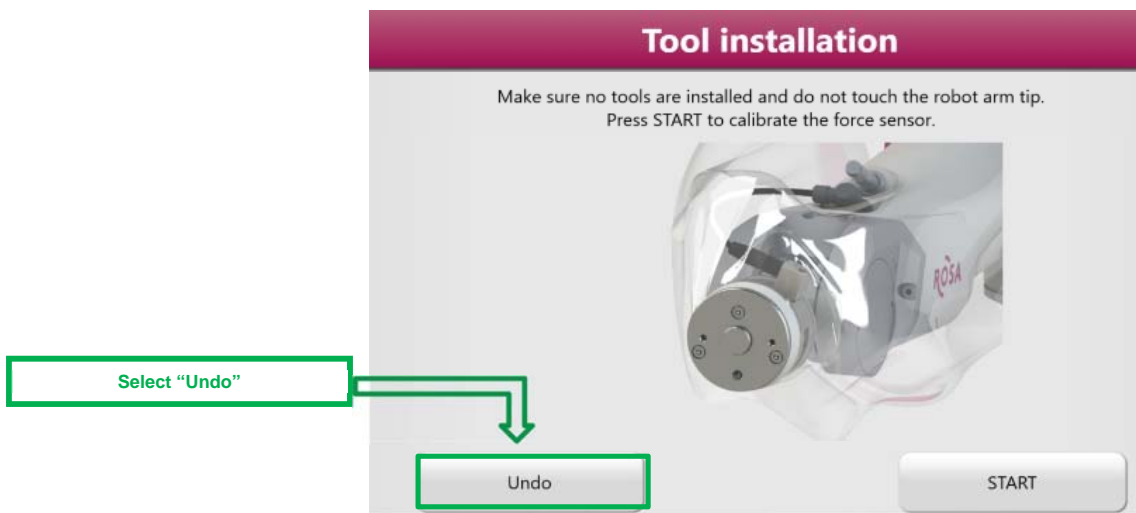 Tool installation
Make sure no tools are installed and do not touch the robot arm tip.
Press START to calibrate the force sensor.
ROSA
Select “Undo”
Undo
START